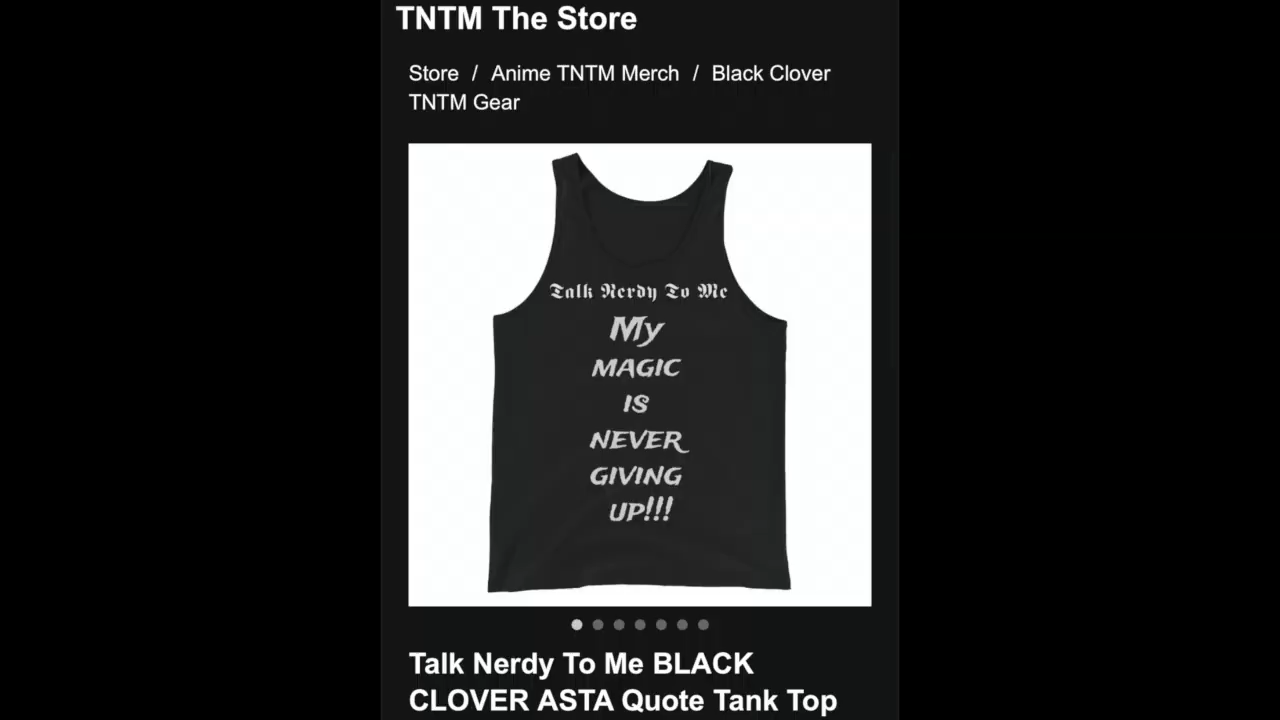 TNTM The Store
Store / Anime TNTM Merch / Black Clover
TNTM Gear
Talk Nerdy To Me
My
MAGIC
IS
NEVER
GIVING
UP!!!
Talk Nerdy To Me BLACK
CLOVER ASTA Quote Tank Top